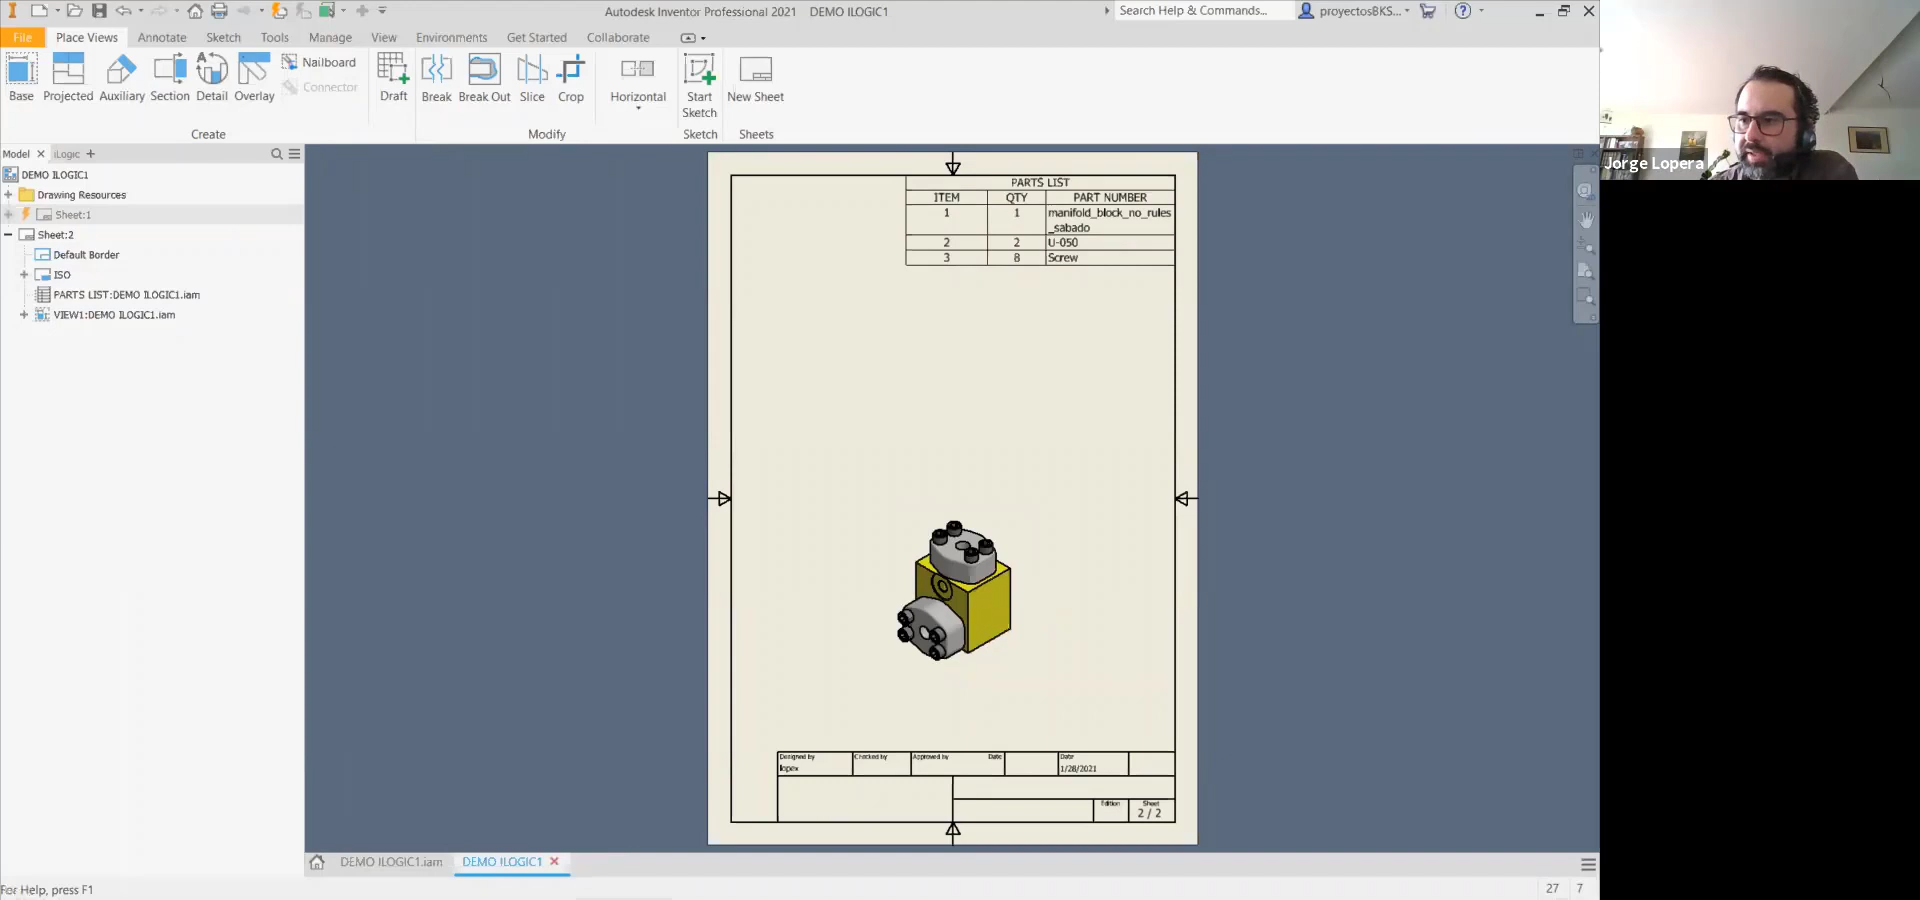 Autodesk Inventor Professional 2021 DEMO ILOGIC1
Search Help & Commands...
proyectosBKS...
File Place Views Annotate Sketch Tools Manage View Environments Get Started Collaborate
Base
Projected
Auxiliary
Section
Detail
Overlay
Nailboard
Connector
Draft
Break
Break Out
Slice
Crop
Horizontal
Start
Sketch
New Sheet
Create
Modify
Sketch
Sheets
Model
iLogic
DEMO ILOGIC1
Drawing Resources
Sheet:1
Sheet:2
Default Border
ISO
PARTS LIST:DEMO ILOGIC1.iam
VIEW1:DEMO ILOGIC1.iam
PARTS LIST
ITEM QTY PART NUMBER
1 1 manifold_block_no_rules
_sabado
2 2 U-050
3 8 Screw
Designed by Checked by Approved by Date Date
lopex 1/28/2021
Edition Sheet
2 / 2
DEMO ILOGIC1.iam
DEMO ILOGIC1
For Help, press F1
27 7
Jorge Lopera